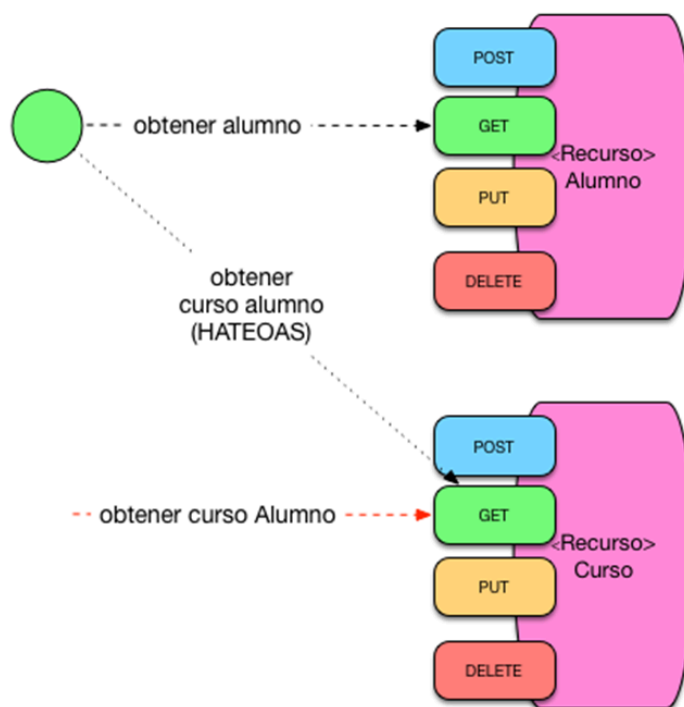 POST
obtener alumno
GET
<Recurso>
Alumno
PUT
DELETE
obtener
curso alumno
(HATEOAS)
POST
obtener curso Alumno
GET
<Recurso>
Curso
PUT
DELETE